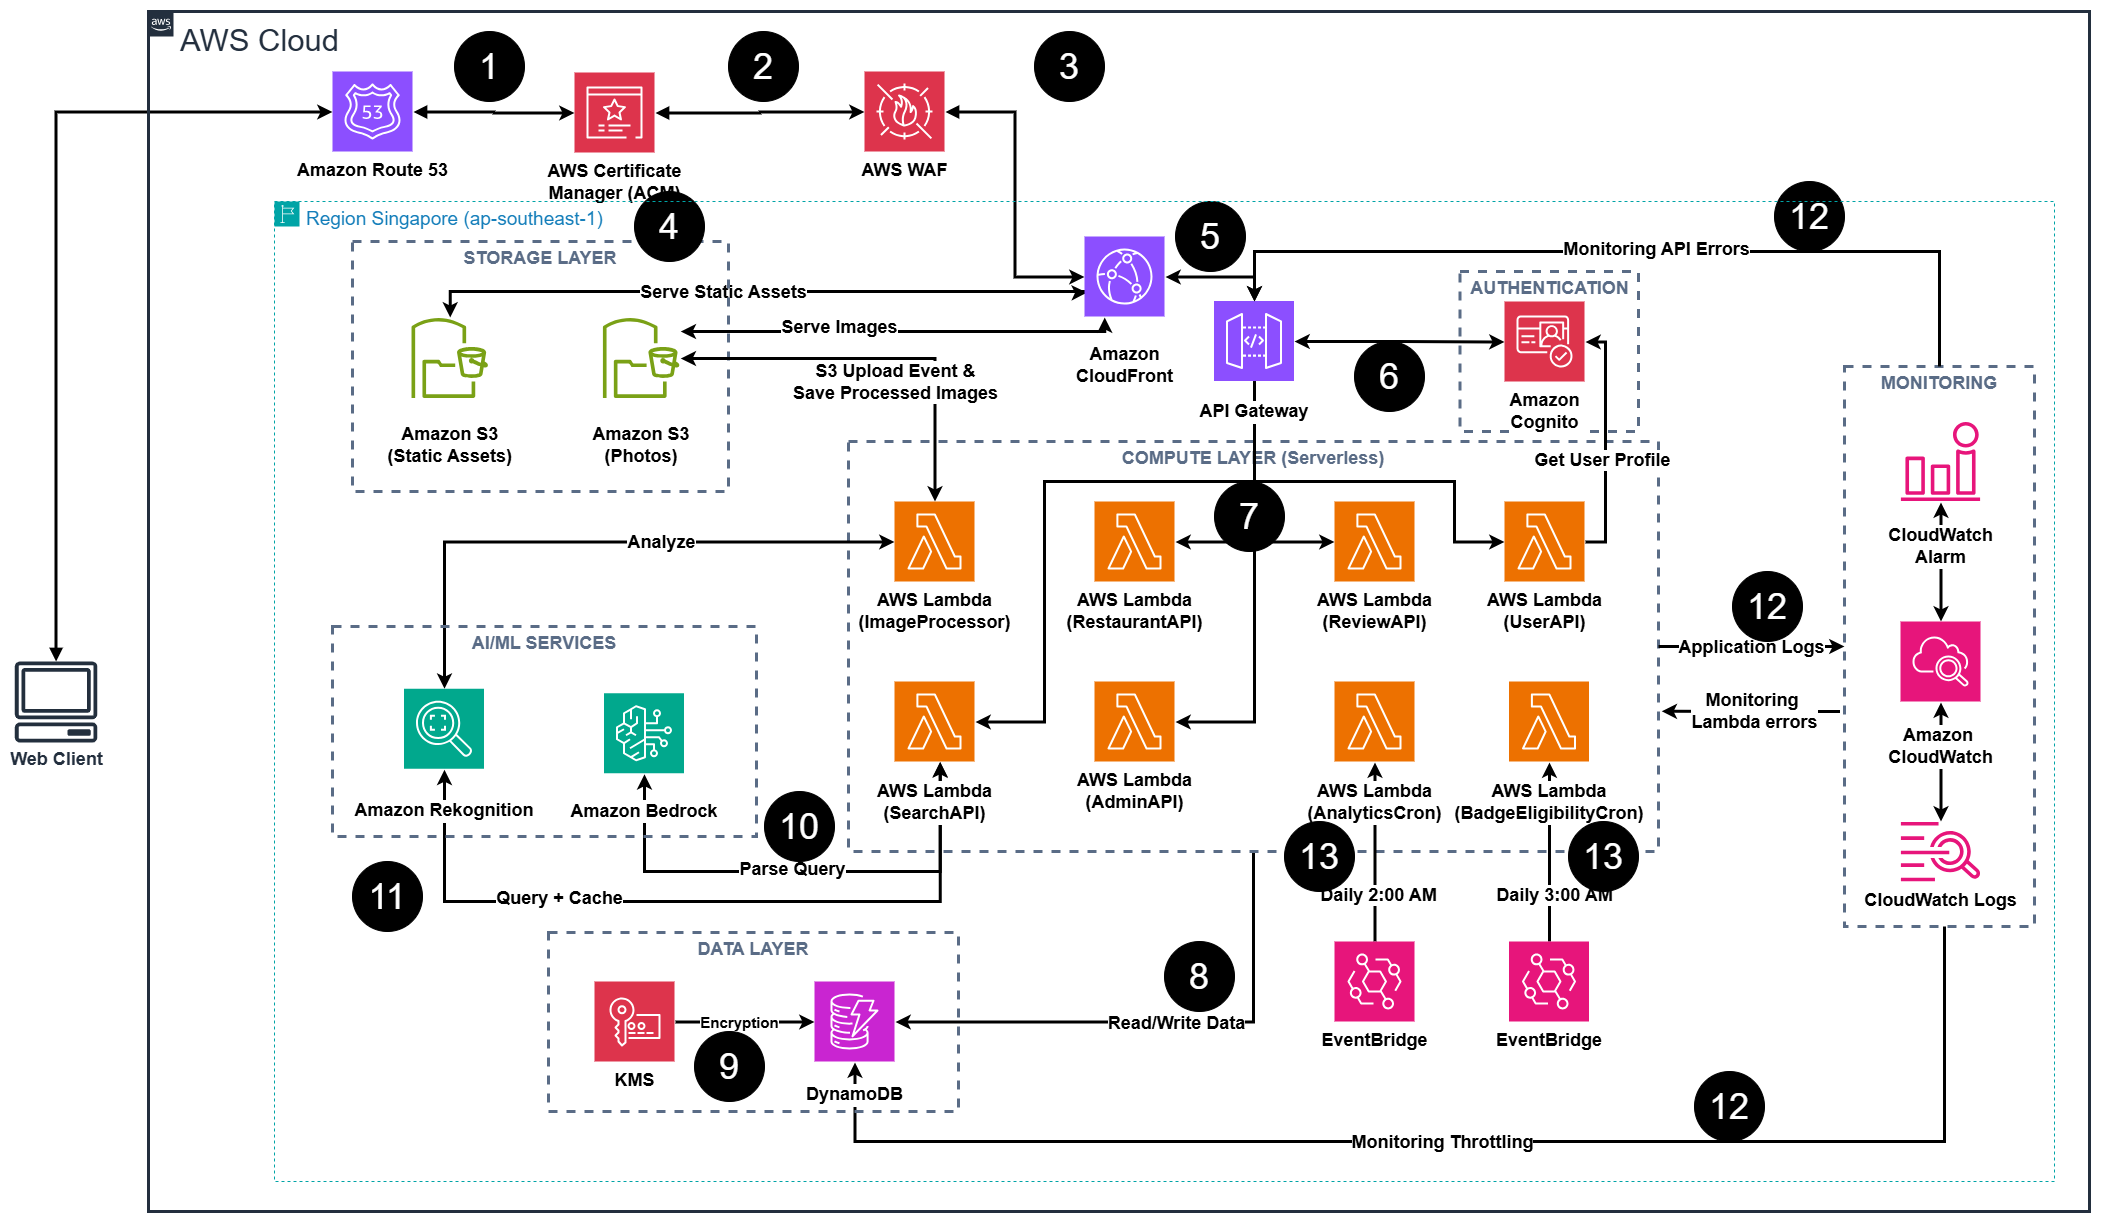 aws
AWS Cloud
1
2
3
53
Amazon Route 53
AWS Certificate
Manager (ACM)
AWS WAF
Region Singapore (ap-southeast-1)
4
5
12
STORAGE LAYER
Monitoring API Errors
Serve Static Assets
AUTHENTICATION
Serve Images
Amazon
CloudFront
</>
S3 Upload Event &
Save Processed Images
6
API Gateway
Amazon
Cognito
MONITORING
Amazon S3
(Static Assets)
Amazon S3
(Photos)
COMPUTE LAYER (Serverless)
Get User Profile
7
Analyze
CloudWatch
Alarm
AWS Lambda
(ImageProcessor)
AWS Lambda
(RestaurantAPI)
AWS Lambda
(ReviewAPI)
AWS Lambda
(UserAPI)
12
Application Logs
AI/ML SERVICES
Monitoring
Lambda errors
Web Client
Amazon
CloudWatch
Amazon Rekognition
Amazon Bedrock
AWS Lambda
(SearchAPI)
AWS Lambda
(AdminAPI)
AWS Lambda
(AnalyticsCron)
AWS Lambda
(BadgeEligibilityCron)
10
13
13
Parse Query
11
Query + Cache
Daily 2:00 AM
Daily 3:00 AM
CloudWatch Logs
DATA LAYER
8
Encryption
Read/Write Data
9
KMS
DynamoDB
EventBridge
EventBridge
12
Monitoring Throttling